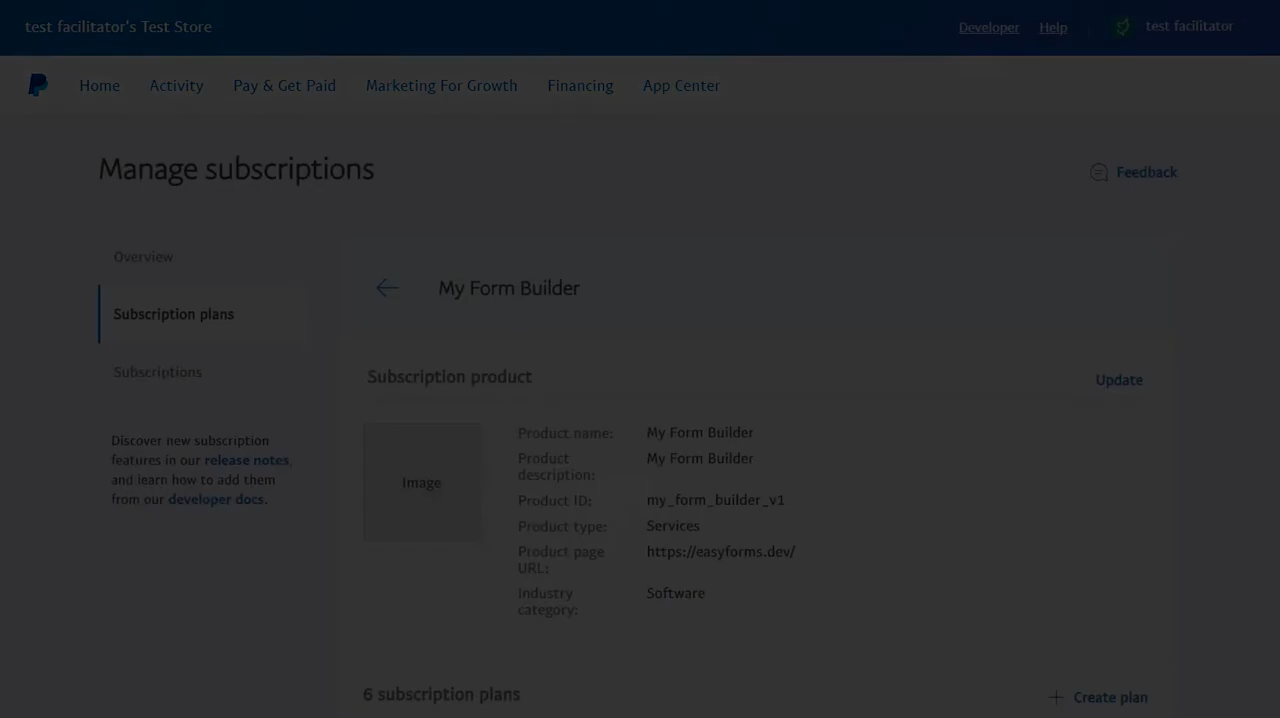 test facilitator's Test Store
Developer Help test facilitator
Home Activity Pay & Get Paid Marketing For Growth Financing App Center
Manage subscriptions
Feedback
Overview
Subscription plans
Subscriptions
Discover new subscription
features in our release notes,
and learn how to add them
from our developer docs.
My Form Builder
Subscription product
Update
Image
Product name: My Form Builder
Product
description: My Form Builder
Product ID: my_form_builder_v1
Product type: Services
Product page
URL: https://easyforms.dev/
Industry
category: Software
6 subscription plans
Create plan